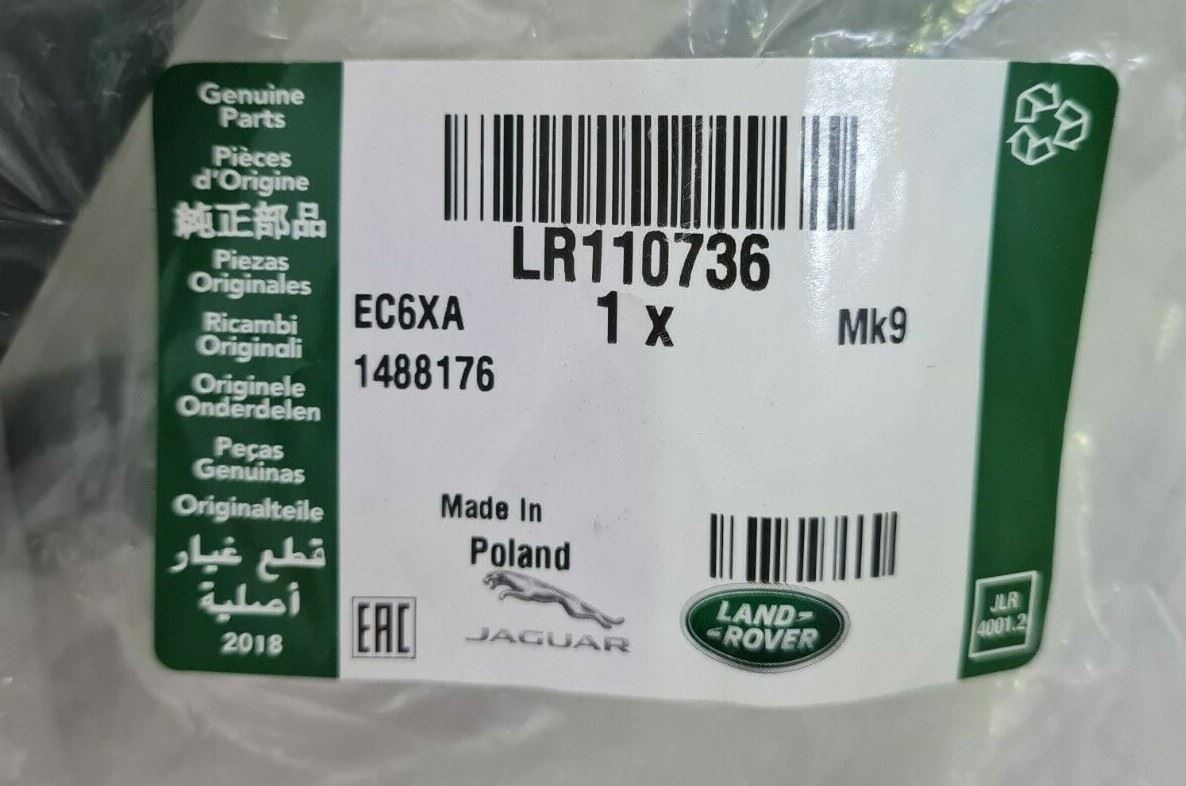 Genuine
Parts
Pièces
d'Origine
純正部品
Piezas
Originales
Ricambi
Originali
Originele
Onderdelen
Peças
Genuinas
Originalteile
قطع غيار
أصلية
2018
LR110736
EC6XA
1 x
Mk9
1488176
Made In
Poland
EAC
JAGUAR
LAND-
-ROVER
JLR
4001.2